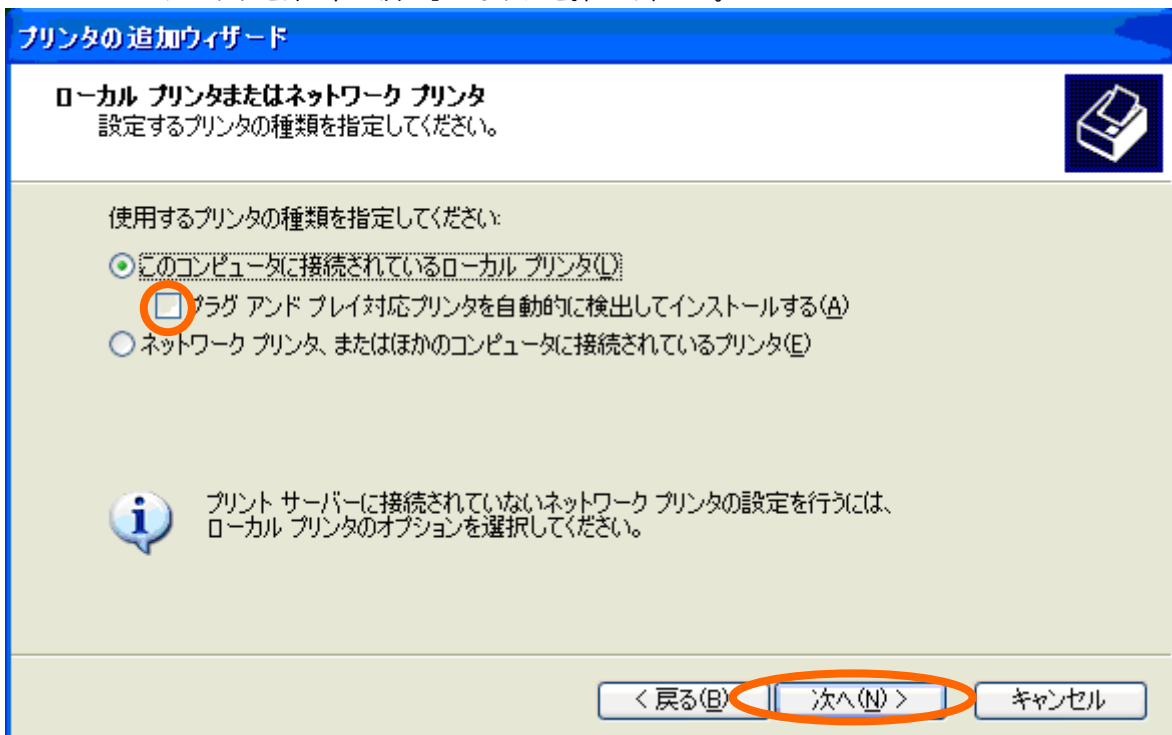 プリンタの追加ウィザード
ローカル プリンタまたはネットワーク プリンタ
設定するプリンタの種類を指定してください。
使用するプリンタの種類を指定してください:
このコンピュータに接続されているローカル プリンタ(L)
プラグ アンド プレイ対応プリンタを自動的に検出してインストールする(A)
ネットワーク プリンタ、またはほかのコンピュータに接続されているプリンタ(E)
プリント サーバーに接続されていないネットワーク プリンタの設定を行うには、
ローカル プリンタのオプションを選択してください。
< 戻る(B)
次へ(N) >
キャンセル